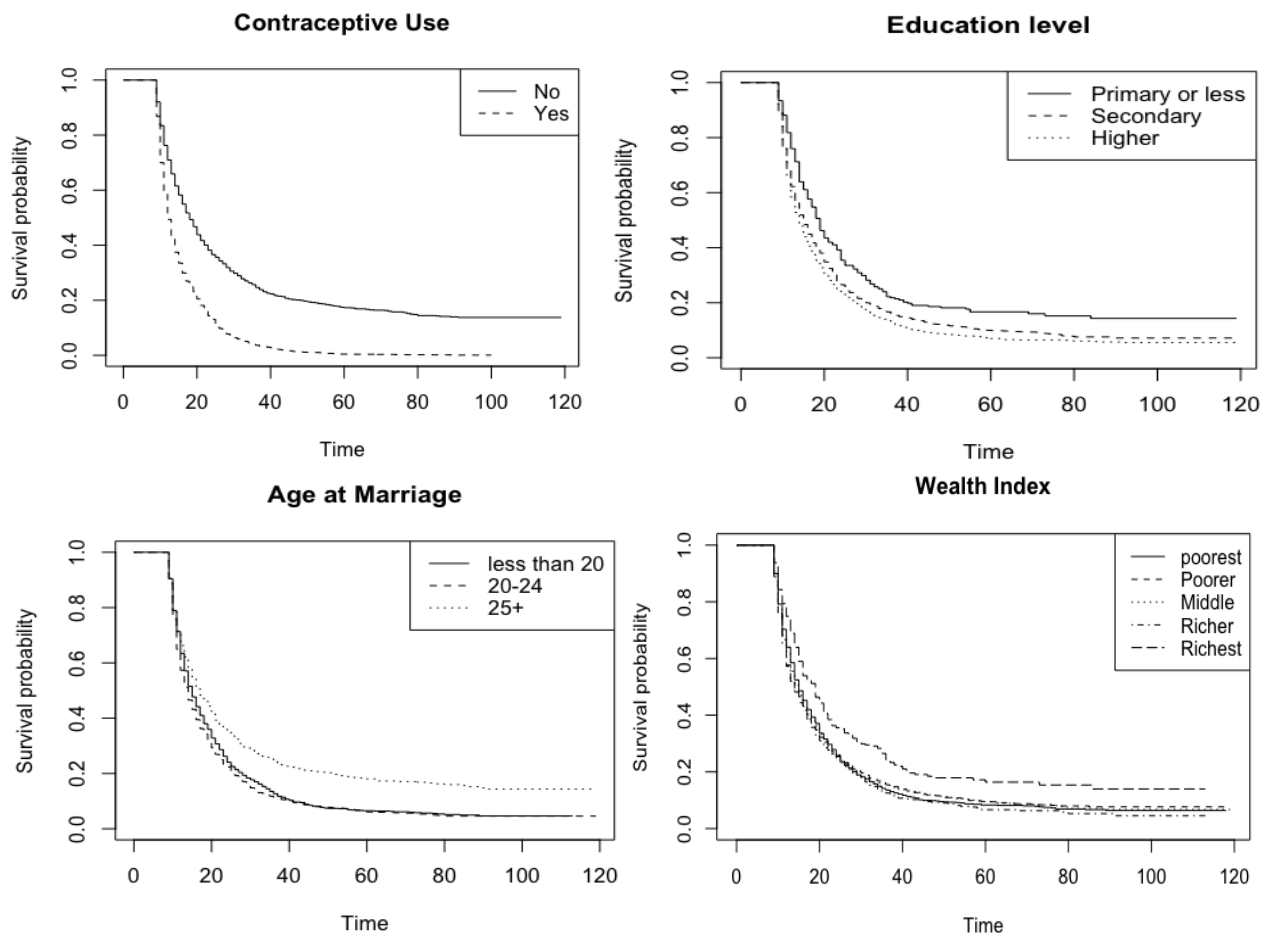 Contraceptive Use
Survival probability
1.0
0.8
0.6
0.4
0.2
0.0
No
Yes
0 20 40 60 80 100 120
Time
Education level
Survival probability
1.0
0.8
0.6
0.4
0.2
0.0
Primary or less
Secondary
Higher
0 20 40 60 80 100 120
Time
Age at Marriage
Survival probability
1.0
0.8
0.6
0.4
0.2
0.0
less than 20
20-24
25+
0 20 40 60 80 100 120
Time
Wealth Index
Survival probability
1.0
0.8
0.6
0.4
0.2
0.0
poorest
Poorer
Middle
Richer
Richest
0 20 40 60 80 100 120
Time